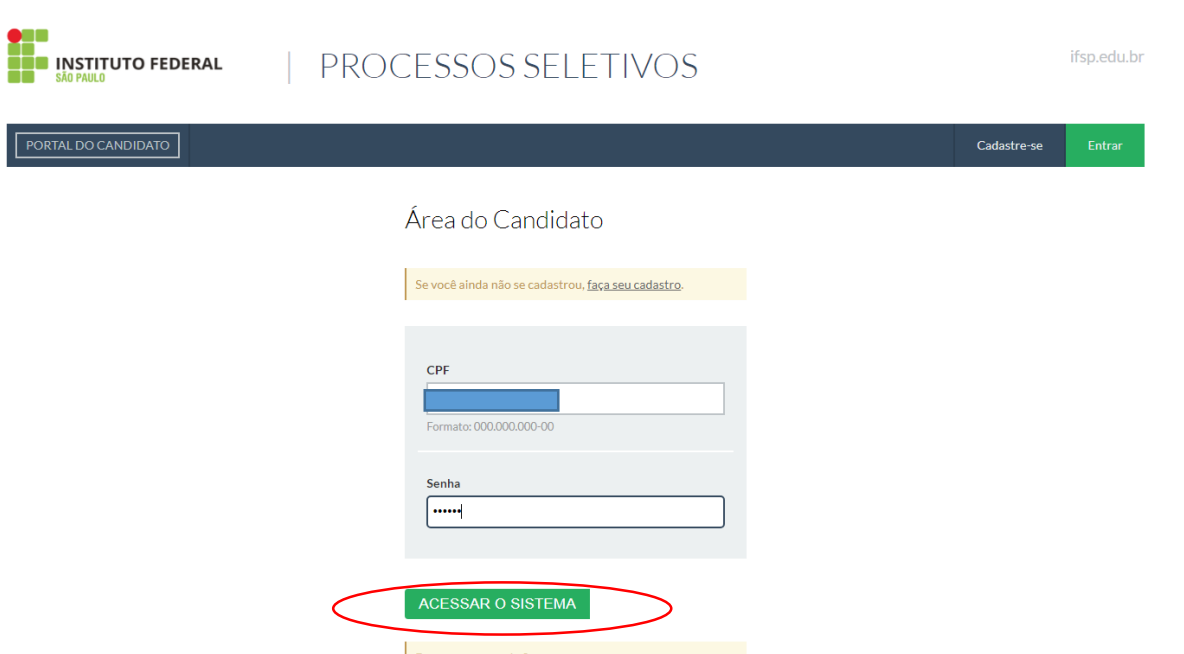 INSTITUTO FEDERAL
SÃO PAULO
PROCESSOS SELETIVOS
ifsp.edu.br
PORTAL DO CANDIDATO
Cadastre-se
Entrar
Área do Candidato
Se você ainda não se cadastrou, faça seu cadastro.
CPF
Formato: 000.000.000-00
Senha
••••••
ACESSAR O SISTEMA